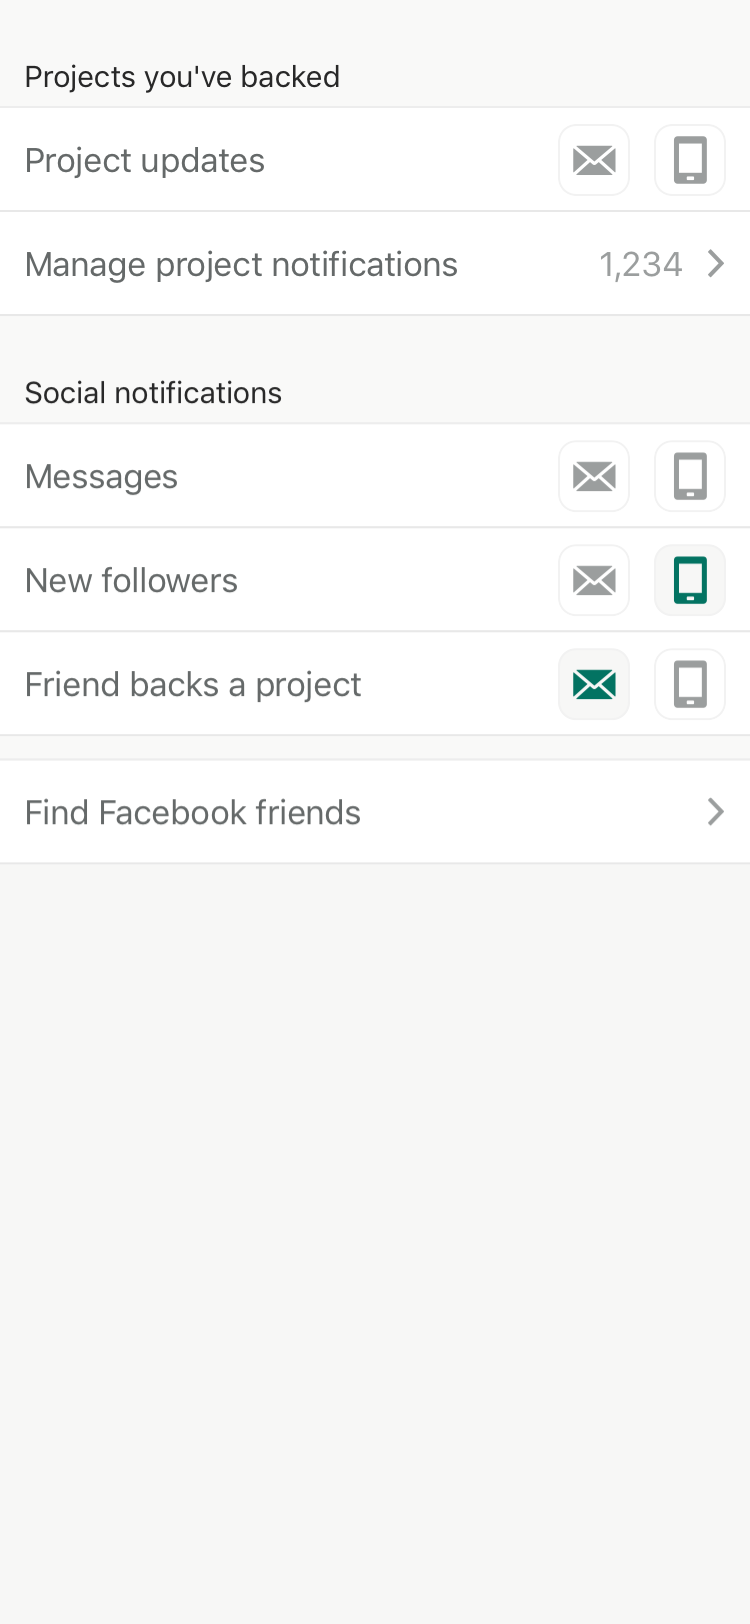 Projects you've backed
Project updates
Manage project notifications 1,234
Social notifications
Messages
New followers
Friend backs a project
Find Facebook friends